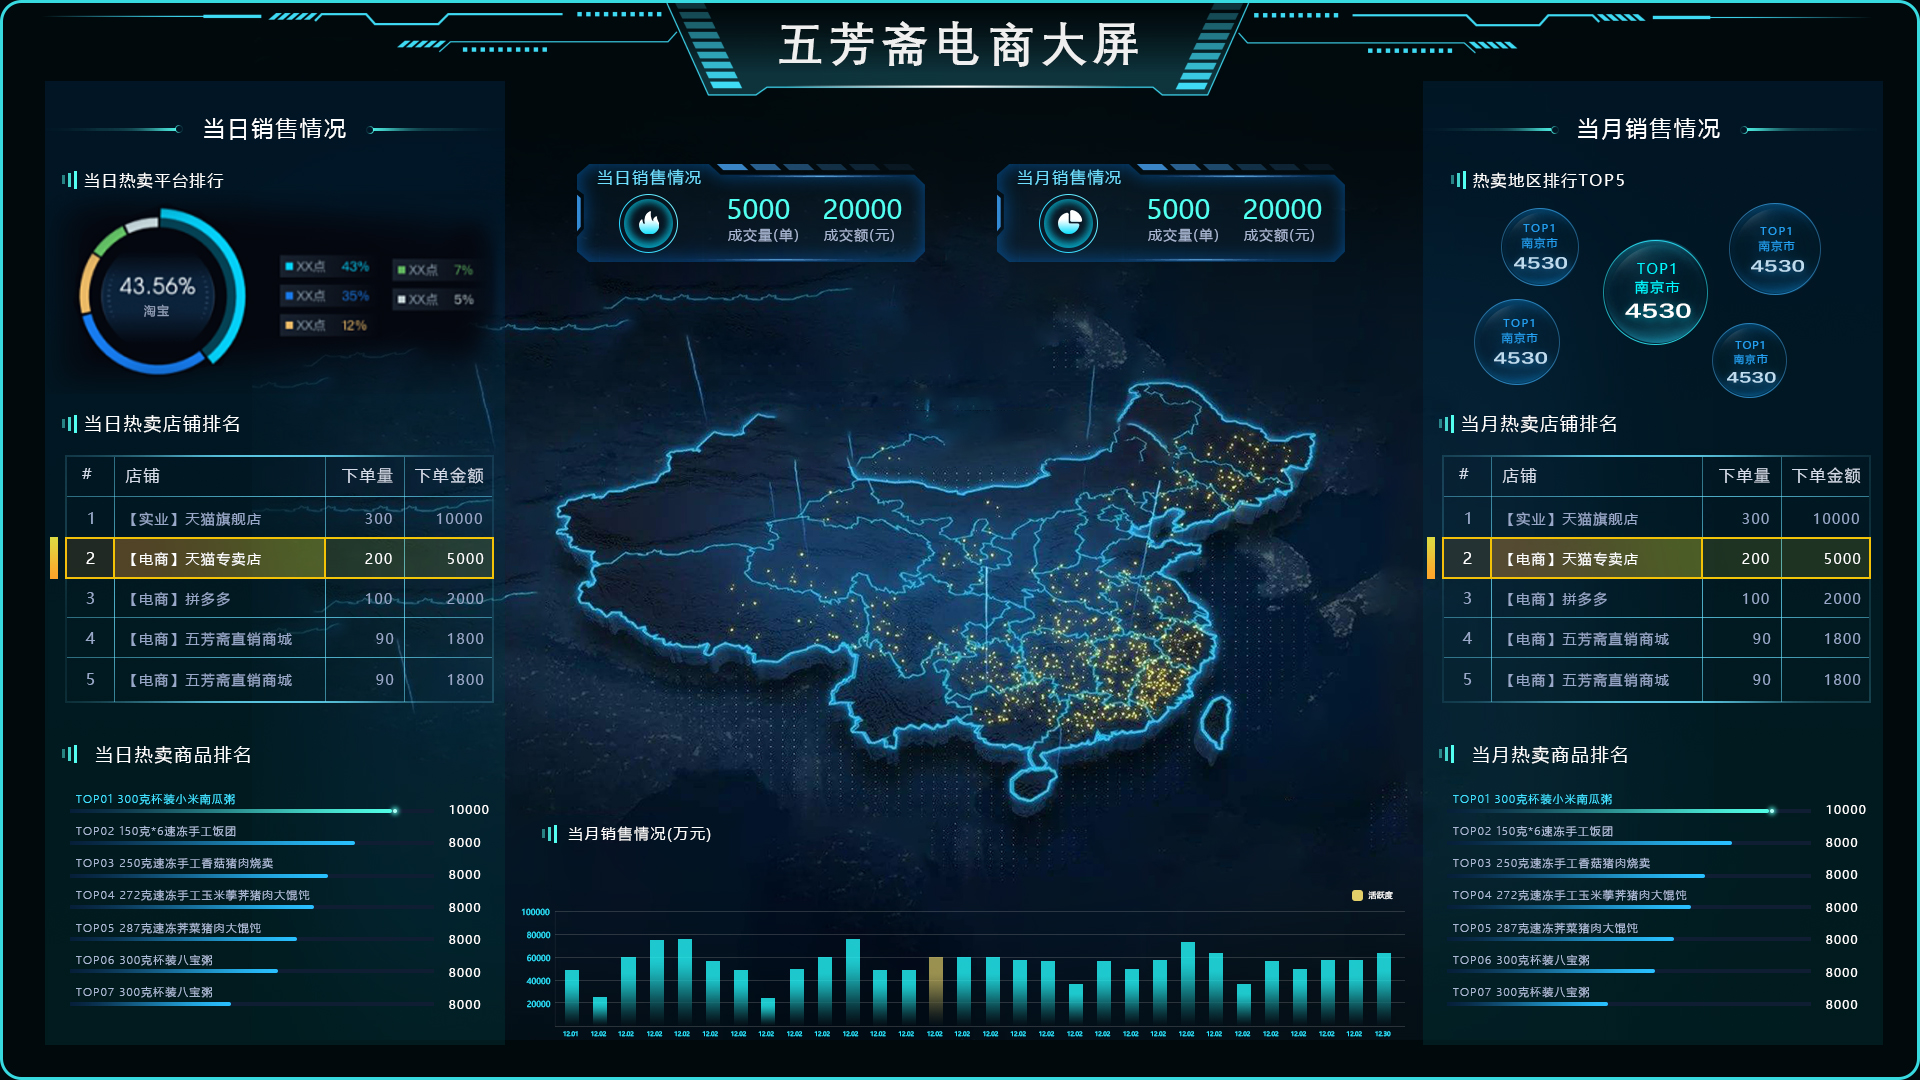 五芳斋电商大屏
当日销售情况
当日热卖平台排行
43.56%
淘宝
XX点 43%
XX点 7%
XX点 35%
XX点 5%
XX点 12%
当日热卖店铺排名
# 店铺 下单量 下单金额
1 【实业】天猫旗舰店 300 10000
2 【电商】天猫专卖店 200 5000
3 【电商】拼多多 100 2000
4 【电商】五芳斋直销商城 90 1800
5 【电商】五芳斋直销商城 90 1800
当日热卖商品排名
TOP01 300克杯装小米南瓜粥 10000
TOP02 150克*6速冻手工饭团 8000
TOP03 250克速冻手工香菇猪肉烧卖 8000
TOP04 272克速冻手工玉米荸荠猪肉大馄饨 8000
TOP05 287克速冻荠菜猪肉大馄饨 8000
TOP06 300克杯装八宝粥 8000
TOP07 300克杯装八宝粥 8000
当日销售情况
5000 20000
成交量(单) 成交额(元)
当月销售情况
5000 20000
成交量(单) 成交额(元)
当月销售情况(万元)
活跃度
100000
80000
60000
40000
20000
12.01 12.02 12.02 12.02 12.02 12.02 12.02 12.02 12.02 12.02 12.02 12.02 12.02 12.02 12.02 12.02 12.02 12.02 12.02 12.02 12.02 12.02 12.02 12.02 12.02 12.02 12.02 12.02 12.02 12.30
当月销售情况
热卖地区排行TOP5
TOP1
南京市
4530
TOP1
南京市
4530
TOP1
南京市
4530
TOP1
南京市
4530
TOP1
南京市
4530
当月热卖店铺排名
# 店铺 下单量 下单金额
1 【实业】天猫旗舰店 300 10000
2 【电商】天猫专卖店 200 5000
3 【电商】拼多多 100 2000
4 【电商】五芳斋直销商城 90 1800
5 【电商】五芳斋直销商城 90 1800
当月热卖商品排名
TOP01 300克杯装小米南瓜粥 10000
TOP02 150克*6速冻手工饭团 8000
TOP03 250克速冻手工香菇猪肉烧卖 8000
TOP04 272克速冻手工玉米荸荠猪肉大馄饨 8000
TOP05 287克速冻荠菜猪肉大馄饨 8000
TOP06 300克杯装八宝粥 8000
TOP07 300克杯装八宝粥 8000